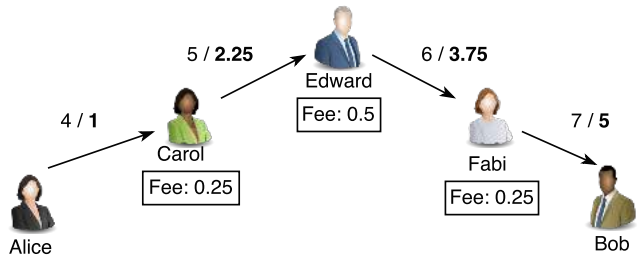 5 / 2.25
6 / 3.75
Edward
Fee: 0.5
4 / 1
7 / 5
Carol
Fee: 0.25
Fabi
Fee: 0.25
Alice
Bob